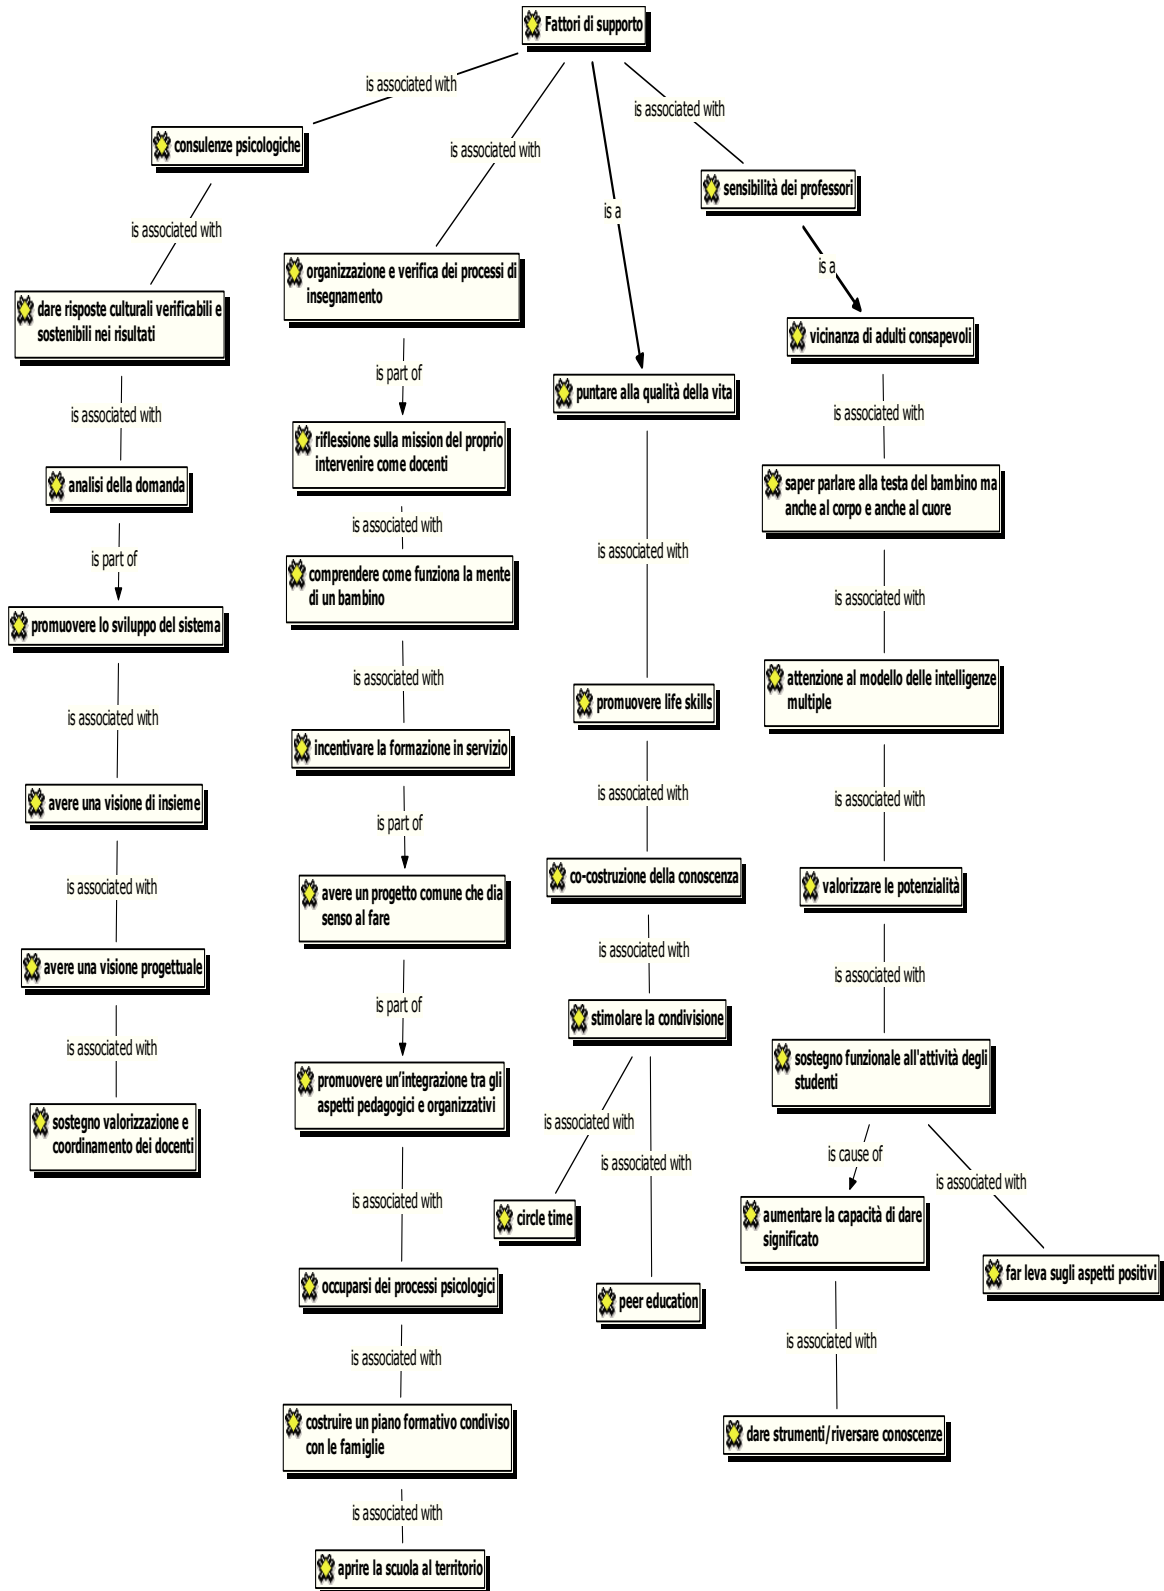 Fattori di supporto
is associated with
is associated with
is associated with
is a
consulenze psicologiche
sensibilità dei professori
is associated with
is a
organizzazione e verifica dei processi di
insegnamento
dare risposte culturali verificabili e
sostenibili nei risultati
vicinanza di adulti consapevoli
is part of
puntare alla qualità della vita
is associated with
is associated with
riflessione sulla mission del proprio
intervenire come docenti
analisi della domanda
saper parlare alla testa del bambino ma
anche al corpo e anche al cuore
is associated with
is part of
is associated with
comprendere come funziona la mente
di un bambino
is associated with
promuovere lo sviluppo del sistema
is associated with
attenzione al modello delle intelligenze
multiple
promuovere life skills
is associated with
incentivare la formazione in servizio
is associated with
is associated with
avere una visione di insieme
is part of
is associated with
co-costruzione della conoscenza
valorizzare le potenzialità
avere un progetto comune che dia
senso al fare
is associated with
avere una visione progettuale
is associated with
is part of
stimolare la condivisione
is associated with
sostegno funzionale all'attività degli
studenti
promuovere un'integrazione tra gli
aspetti pedagogici e organizzativi
sostegno valorizzazione e
coordinamento dei docenti
is associated with
is cause of
is associated with
is associated with
is associated with
circle time
aumentare la capacità di dare
significato
far leva sugli aspetti positivi
occuparsi dei processi psicologici
peer education
is associated with
is associated with
costruire un piano formativo condiviso
con le famiglie
dare strumenti/riversare conoscenze
is associated with
aprire la scuola al territorio